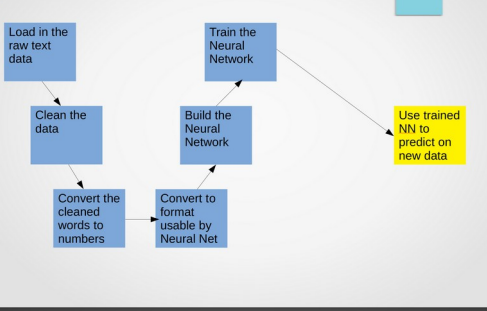 Load in the
raw text
data
Clean the
data
Convert the
cleaned
words to
numbers
Convert to
format
usable by
Neural Net
Build the
Neural
Network
Train the
Neural
Network
Use trained
NN to
predict on
new data